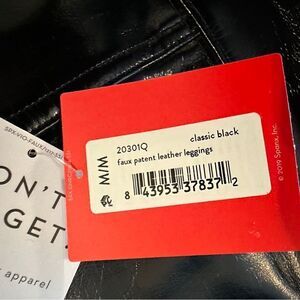 20301Q classic black
faux patent leather leggings
M/M
8 43953 37837 2
© 2019 Spanx, Inc.
ON'T
GET.
apparel